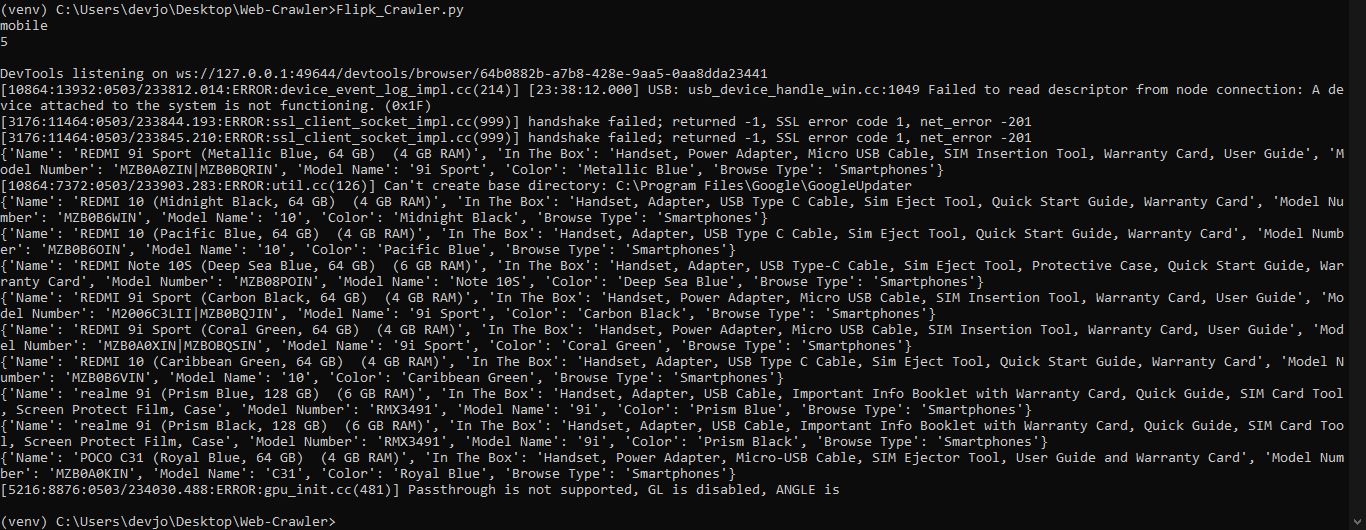 (venv) C:\Users\devjo\Desktop\Web-Crawler>Flipk_Crawler.py
mobile
5
DevTools listening on ws://127.0.0.1:49644/devtools/browser/64b0882b-a7b8-428e-9aa5-0aa8dda23441
[10864:13932:0503/233812.014:ERROR:device_event_log_impl.cc(214)] [23:38:12.000] USB: usb_device_handle_win.cc:1049 Failed to read descriptor from node connection: A de
vice attached to the system is not functioning. (0x1F)
[3176:11464:0503/233844.193:ERROR:ssl_client_socket_impl.cc(999)] handshake failed; returned -1, SSL error code 1, net_error -201
[3176:11464:0503/233845.210:ERROR:ssl_client_socket_impl.cc(999)] handshake failed; returned -1, SSL error code 1, net_error -201
{'Name': 'REDMI 9i Sport (Metallic Blue, 64 GB)  (4 GB RAM)', 'In The Box': 'Handset, Power Adapter, Micro USB Cable, SIM Insertion Tool, Warranty Card, User Guide', 'M
odel Number': 'MZB0A0ZIN|MZB0BQRIN', 'Model Name': '9i Sport', 'Color': 'Metallic Blue', 'Browse Type': 'Smartphones'}
[10864:7372:0503/233903.283:ERROR:util.cc(126)] Can't create base directory: C:\Program Files\Google\GoogleUpdater
{'Name': 'REDMI 10 (Midnight Black, 64 GB)  (4 GB RAM)', 'In The Box': 'Handset, Adapter, USB Type C Cable, Sim Eject Tool, Quick Start Guide, Warranty Card', 'Model Nu
mber': 'MZB0B6WIN', 'Model Name': '10', 'Color': 'Midnight Black', 'Browse Type': 'Smartphones'}
{'Name': 'REDMI 10 (Pacific Blue, 64 GB)  (4 GB RAM)', 'In The Box': 'Handset, Adapter, USB Type C Cable, Sim Eject Tool, Quick Start Guide, Warranty Card', 'Model Numb
er': 'MZB0B6OIN', 'Model Name': '10', 'Color': 'Pacific Blue', 'Browse Type': 'Smartphones'}
{'Name': 'REDMI Note 10S (Deep Sea Blue, 64 GB)  (6 GB RAM)', 'In The Box': 'Handset, Adapter, USB Type-C Cable, Sim Eject Tool, Protective Case, Quick Start Guide, War
ranty Card', 'Model Number': 'MZB08POIN', 'Model Name': 'Note 10S', 'Color': 'Deep Sea Blue', 'Browse Type': 'Smartphones'}
{'Name': 'REDMI 9i Sport (Carbon Black, 64 GB)  (4 GB RAM)', 'In The Box': 'Handset, Power Adapter, Micro USB Cable, SIM Insertion Tool, Warranty Card, User Guide', 'Mo
del Number': 'M2006C3LII|MZB0BQJIN', 'Model Name': '9i Sport', 'Color': 'Carbon Black', 'Browse Type': 'Smartphones'}
{'Name': 'REDMI 9i Sport (Coral Green, 64 GB)  (4 GB RAM)', 'In The Box': 'Handset, Power Adapter, Micro USB Cable, SIM Insertion Tool, Warranty Card, User Guide', 'Mod
el Number': 'MZB0A0XIN|MZBOBQSIN', 'Model Name': '9i Sport', 'Color': 'Coral Green', 'Browse Type': 'Smartphones'}
{'Name': 'REDMI 10 (Caribbean Green, 64 GB)  (4 GB RAM)', 'In The Box': 'Handset, Adapter, USB Type C Cable, Sim Eject Tool, Quick Start Guide, Warranty Card', 'Model N
umber': 'MZB0B6VIN', 'Model Name': '10', 'Color': 'Caribbean Green', 'Browse Type': 'Smartphones'}
{'Name': 'realme 9i (Prism Blue, 128 GB)  (6 GB RAM)', 'In The Box': 'Handset, Adapter, USB Cable, Important Info Booklet with Warranty Card, Quick Guide, SIM Card Tool
, Screen Protect Film, Case', 'Model Number': 'RMX3491', 'Model Name': '9i', 'Color': 'Prism Blue', 'Browse Type': 'Smartphones'}
{'Name': 'realme 9i (Prism Black, 128 GB)  (6 GB RAM)', 'In The Box': 'Handset, Adapter, USB Cable, Important Info Booklet with Warranty Card, Quick Guide, SIM Card Too
l, Screen Protect Film, Case', 'Model Number': 'RMX3491', 'Model Name': '9i', 'Color': 'Prism Black', 'Browse Type': 'Smartphones'}
{'Name': 'POCO C31 (Royal Blue, 64 GB)  (4 GB RAM)', 'In The Box': 'Handset, Power Adapter, Micro-USB Cable, SIM Ejector Tool, User Guide and Warranty Card', 'Model Num
ber': 'MZB0A0KIN', 'Model Name': 'C31', 'Color': 'Royal Blue', 'Browse Type': 'Smartphones'}
[5216:8876:0503/234030.488:ERROR:gpu_init.cc(481)] Passthrough is not supported, GL is disabled, ANGLE is
(venv) C:\Users\devjo\Desktop\Web-Crawler>